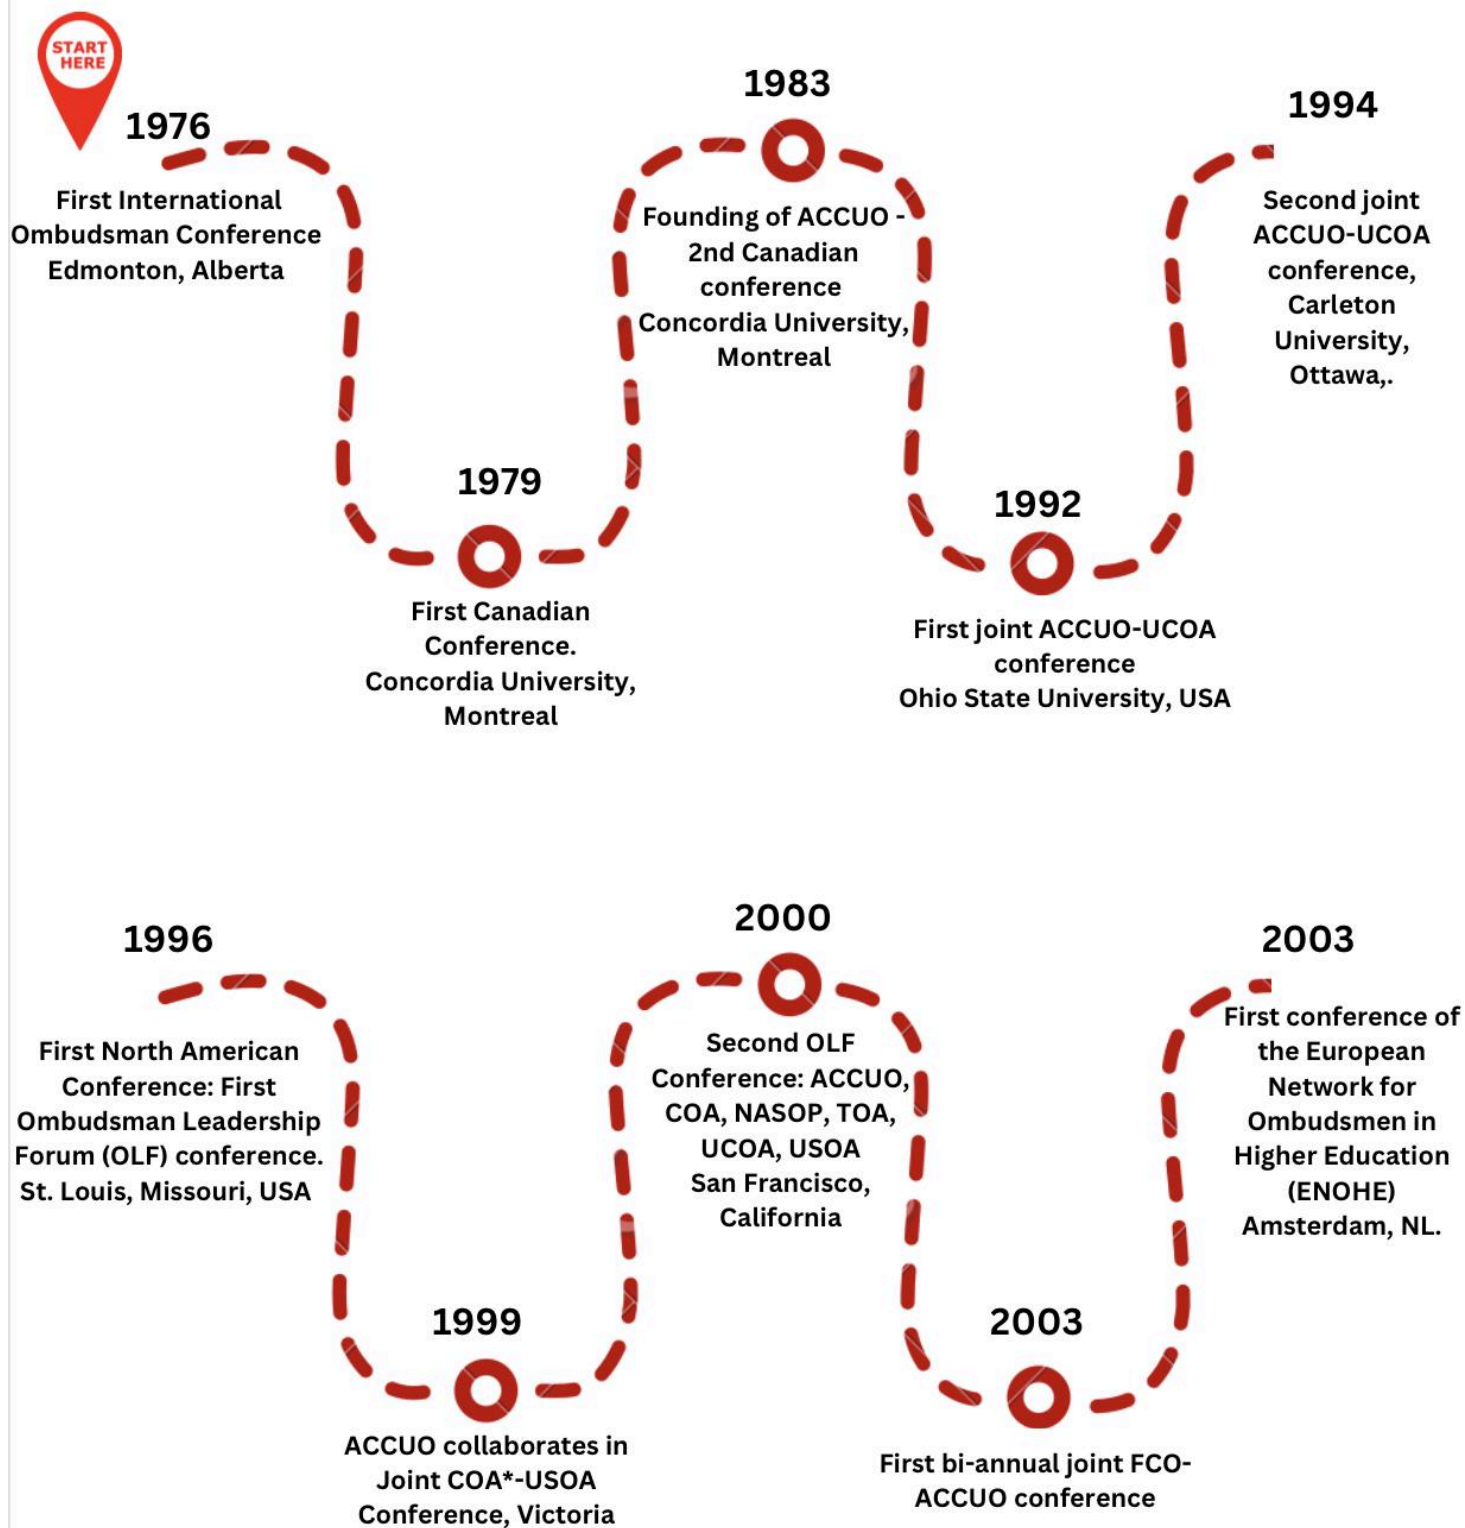 START
HERE
1976
First International
Ombudsman Conference
Edmonton, Alberta
1979
First Canadian
Conference.
Concordia University,
Montreal
1983
Founding of ACCUO -
2nd Canadian
conference
Concordia University,
Montreal
1992
First joint ACCUO-UCOA
conference
Ohio State University, USA
1994
Second joint
ACCUO-UCOA
conference,
Carleton
University,
Ottawa,.
1996
First North American
Conference: First
Ombudsman Leadership
Forum (OLF) conference.
St. Louis, Missouri, USA
1999
ACCUO collaborates in
Joint COA*-USOA
Conference, Victoria
2000
Second OLF
Conference: ACCUO,
COA, NASOP, TOA,
UCOA, USOA
San Francisco,
California
2003
First bi-annual joint FCO-
ACCUO conference
2003
First conference of
the European
Network for
Ombudsmen in
Higher Education
(ENOHE)
Amsterdam, NL.